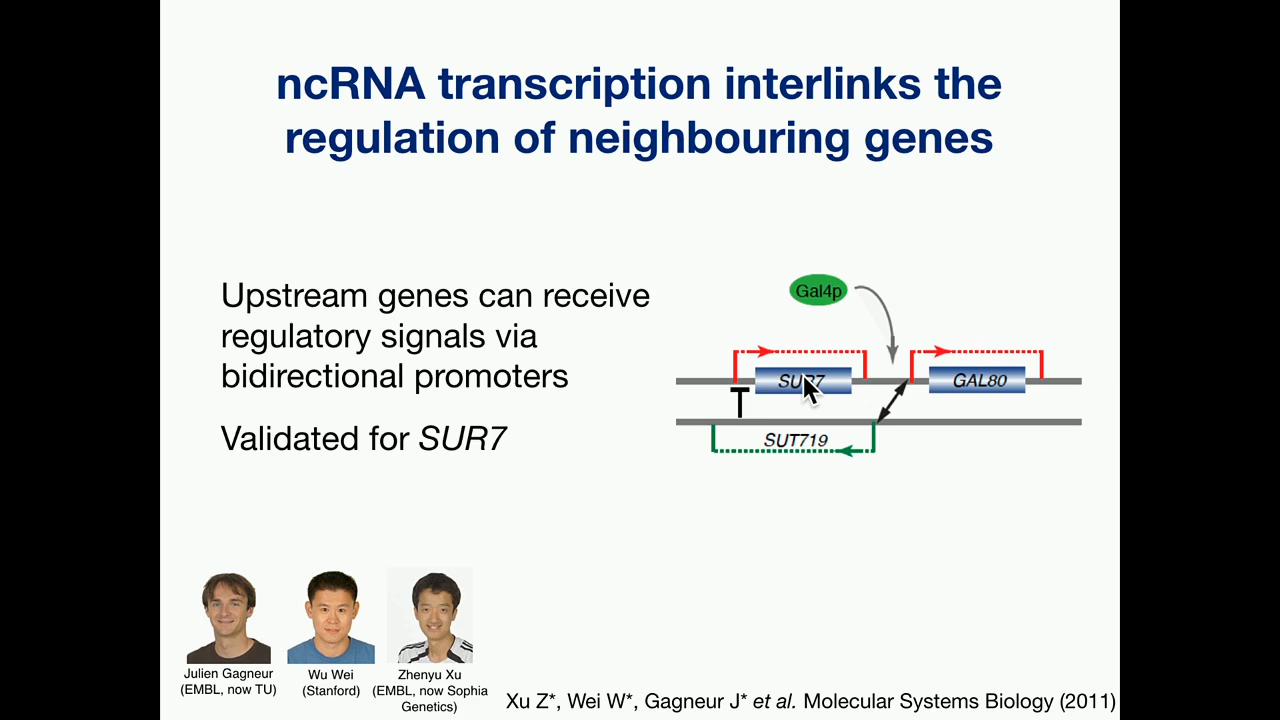 ncRNA transcription interlinks the
regulation of neighbouring genes
Upstream genes can receive
regulatory signals via
bidirectional promoters
Validated for SUR7
Gal4p
SUR7
GAL80
SUT719
Julien Gagneur
(EMBL, now TU)
Wu Wei
(Stanford)
Zhenyu Xu
(EMBL, now Sophia
Genetics)
Xu Z*, Wei W*, Gagneur J* et al. Molecular Systems Biology (2011)